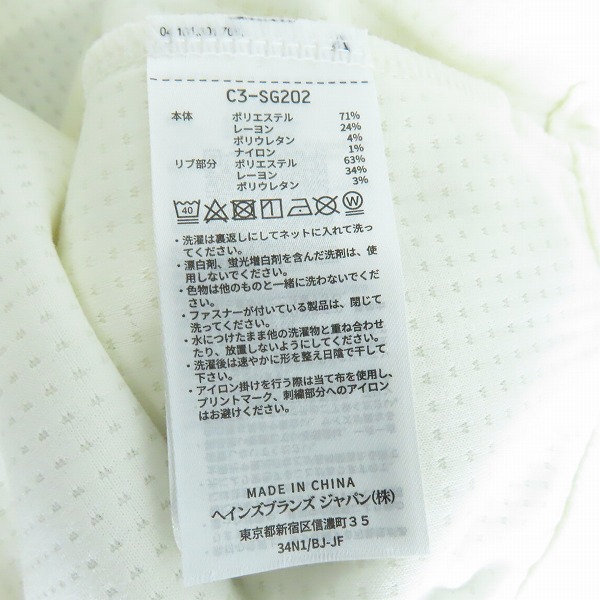 C3-SG202
本体 ポリエステル 71%
レーヨン 24%
ポリウレタン 4%
ナイロン 1%
リブ部分 ポリエステル 63%
レーヨン 34%
ポリウレタン 3%
40
W
・洗濯は裏返しにしてネットに入れて洗っ
てください。
・漂白剤、蛍光増白剤を含んだ洗剤は、使
用しないでください。
・色物は他のものと一緒に洗わないでくだ
さい。
・ファスナーが付いている製品は、閉じて
洗ってください。
・水につけたまま他の洗濯物と重ね合わせ
たり、放置しないようにしてください。
・洗濯後は速やかに形を整え日陰で干して
下さい。
・アイロン掛けを行う際は当て布を使用し、
プリントマーク、刺繍部分へのアイロン
はお避けください。
MADE IN CHINA
ヘインズブランズ ジャパン(株)
東京都新宿区信濃町３５
34N1/BJ-JF